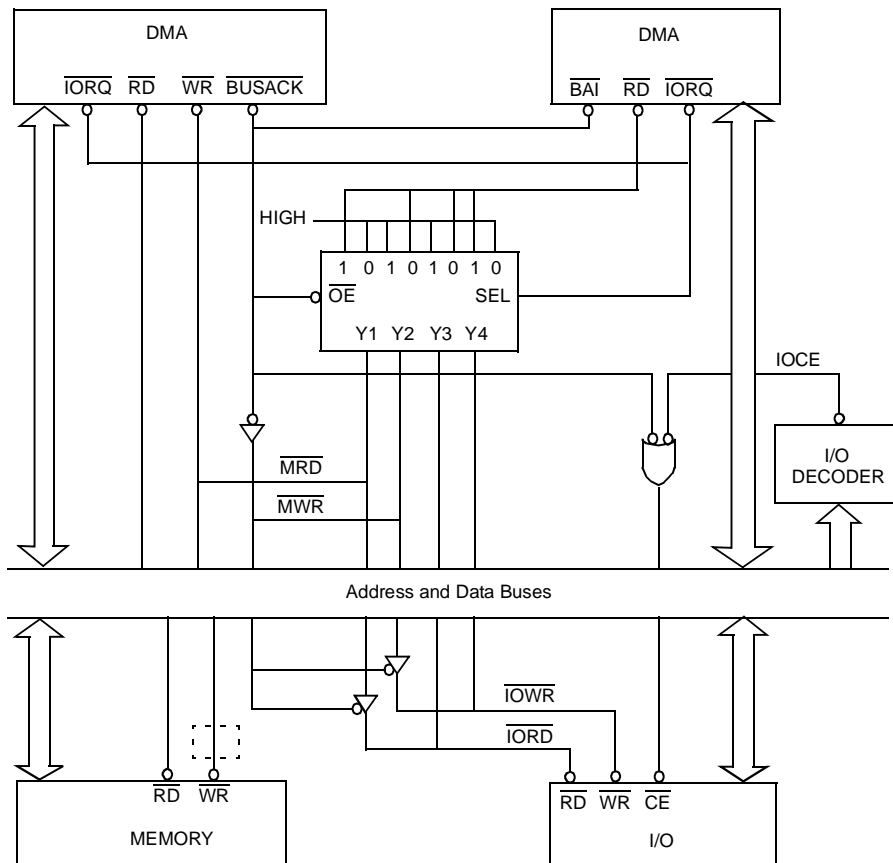 DMA
IORQ RD WR BUSACK
DMA
BAI RD IORQ
HIGH
1 0 1 0 1 0 1 0
OE SEL
Y1 Y2 Y3 Y4
IOCE
MRD
I/O
DECODER
MWR
Address and Data Buses
IOWR
IORD
RD WR
MEMORY
RD WR CE
I/O